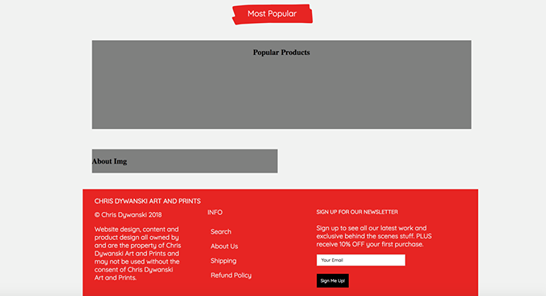 Most Popular
Popular Products
About Img
CHRIS DYWANSKI ART AND PRINTS
© Chris Dywanski 2018
Website design, content and
product design all owned by
and are the property of Chris
Dywanski Art and Prints and
may not be used without the
consent of Chris Dywanski
Art and Prints.
INFO
Search
About Us
Shipping
Refund Policy
SIGN UP FOR OUR NEWSLETTER
Sign up to see all our latest work and
exclusive behind the scenes stuff. PLUS
receive 10% OFF your first purchase.
Your Email
Sign Me Up!